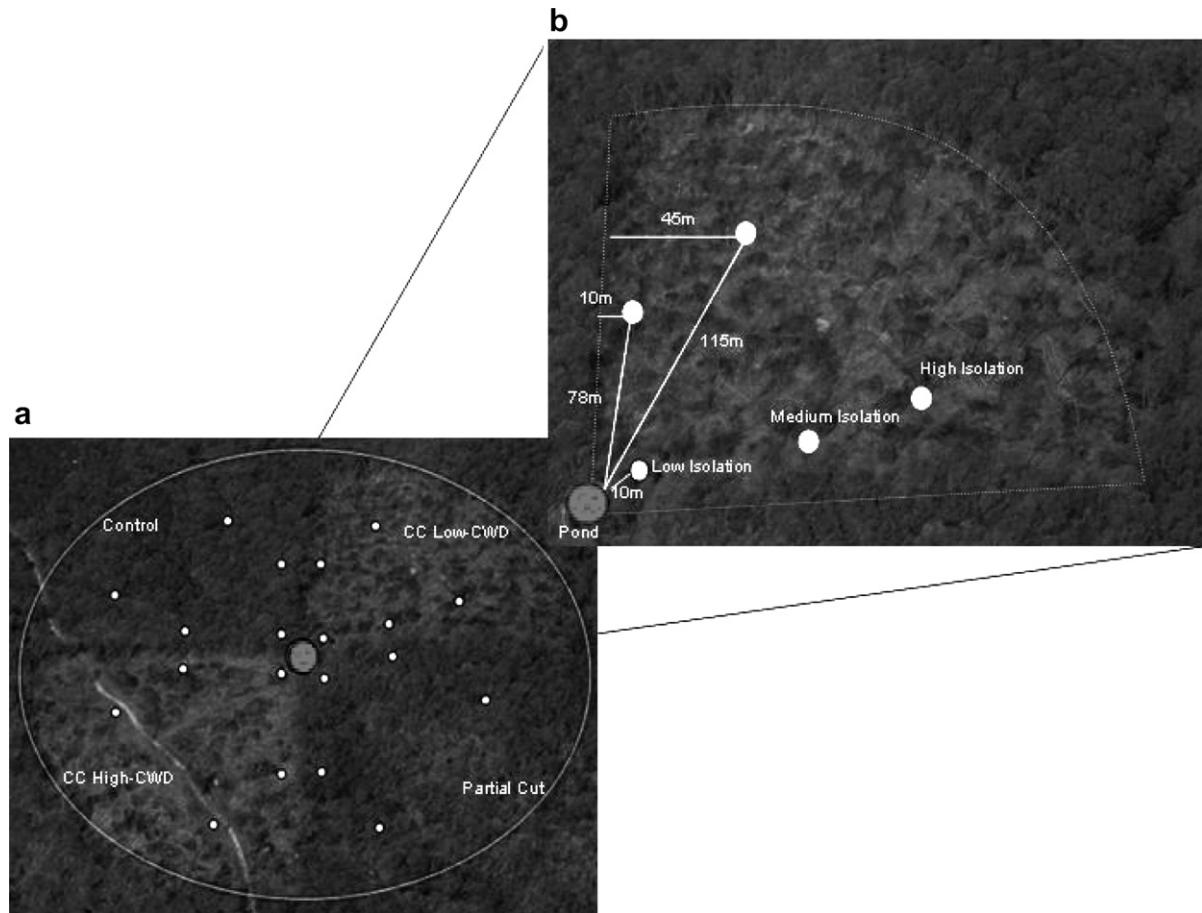 b
45m
10m
115m
78m
High Isolation
Medium Isolation
Low Isolation
10m
Pond
a
Control
CC Low-CWD
CC High-CWD
Partial Cut